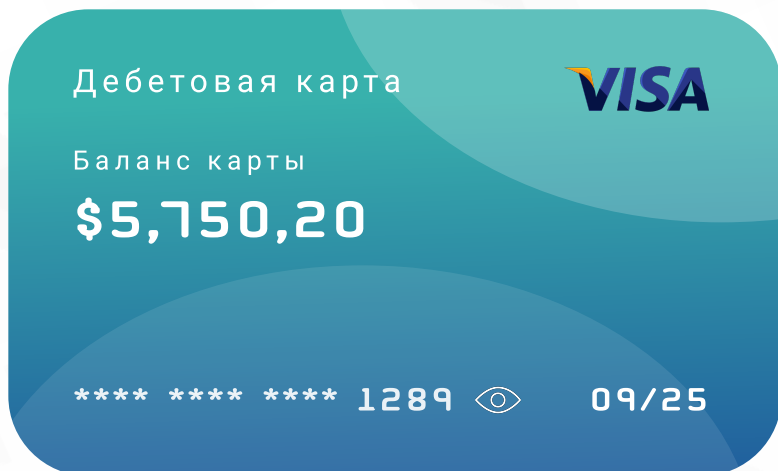 Дебетовая карта
VISA
Баланс карты
$5,750,20
**** **** **** 1289 09/25